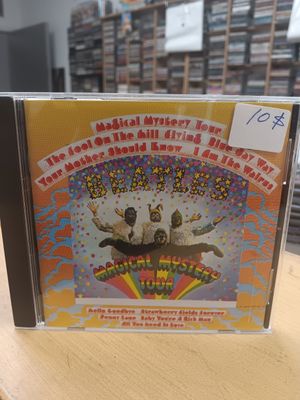 10$
Magical Mystery Tour
The Fool On The Hill Flying Blue Jay Way
Your Mother Should Know I Am The Walrus
BEATLES
MAGICAL MYSTERY
TOUR
Hello Goodbye Strawberry Fields Forever
Penny Lane Baby You're A Rich Man
All You Need Is Love